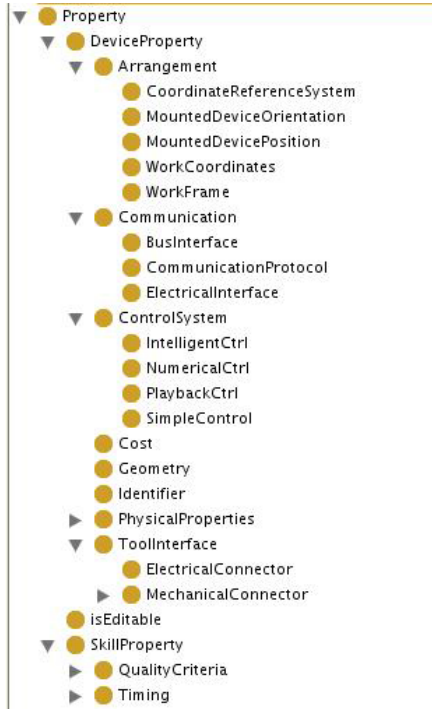 Property
DeviceProperty
Arrangement
CoordinateReferenceSystem
MountedDeviceOrientation
MountedDevicePosition
WorkCoordinates
WorkFrame
Communication
BusInterface
CommunicationProtocol
ElectricalInterface
ControlSystem
IntelligentCtrl
NumericalCtrl
PlaybackCtrl
SimpleControl
Cost
Geometry
Identifier
PhysicalProperties
ToolInterface
ElectricalConnector
MechanicalConnector
isEditable
SkillProperty
QualityCriteria
Timing